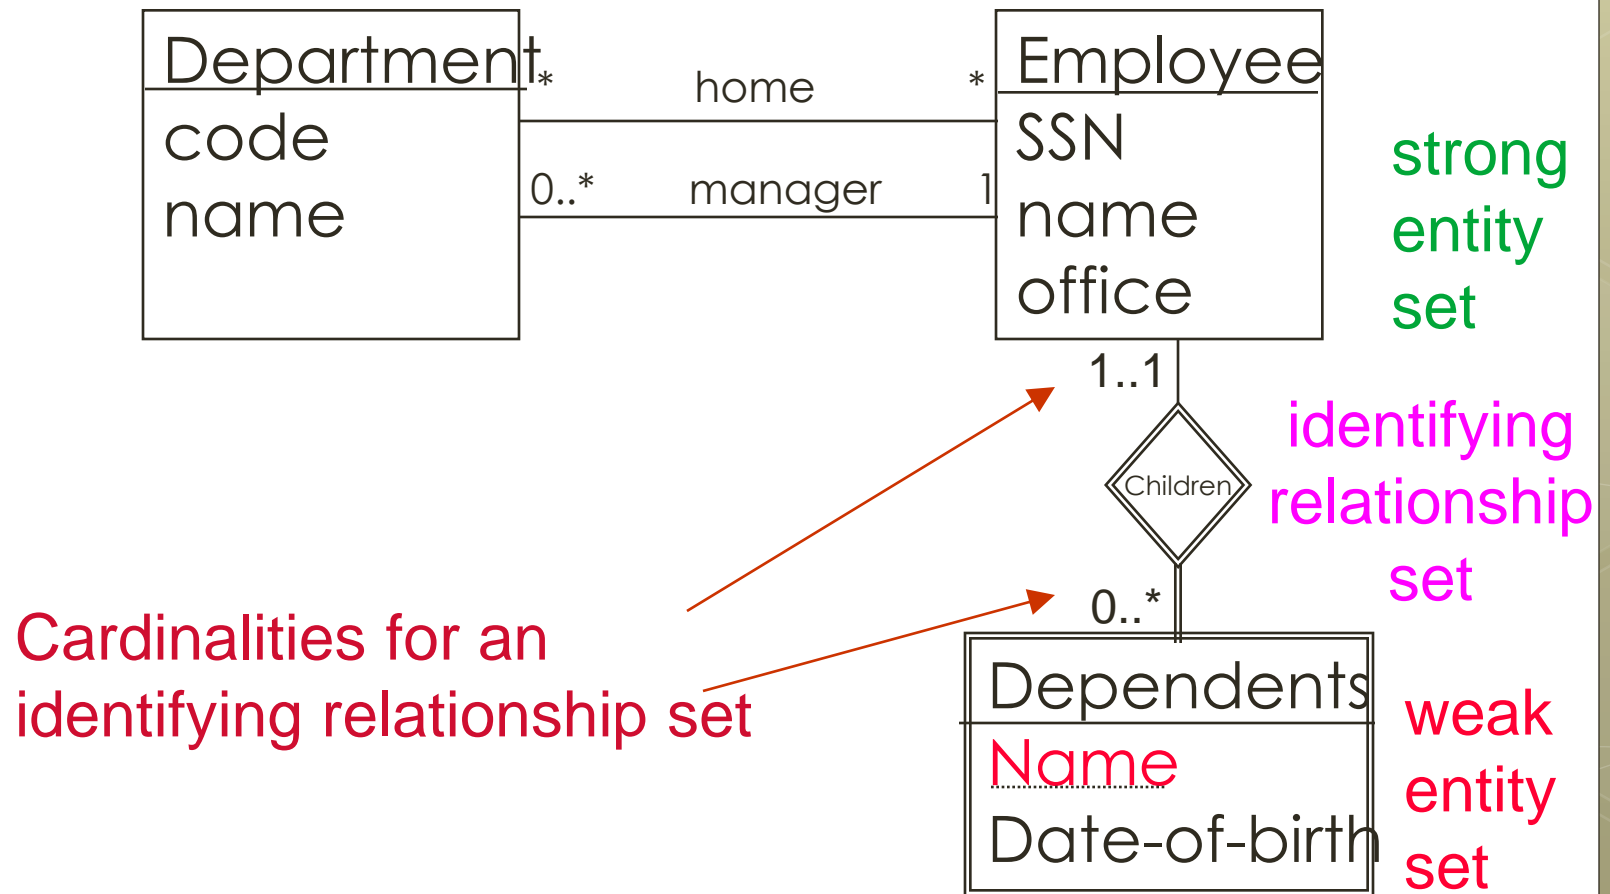 Department
code
name
* home *
0..* manager 1
Employee
SSN
name
office
strong
entity
set
1..1
Children
identifying
relationship
set
0..*
Cardinalities for an
identifying relationship set
Dependents
Name
Date-of-birth
weak
entity
set